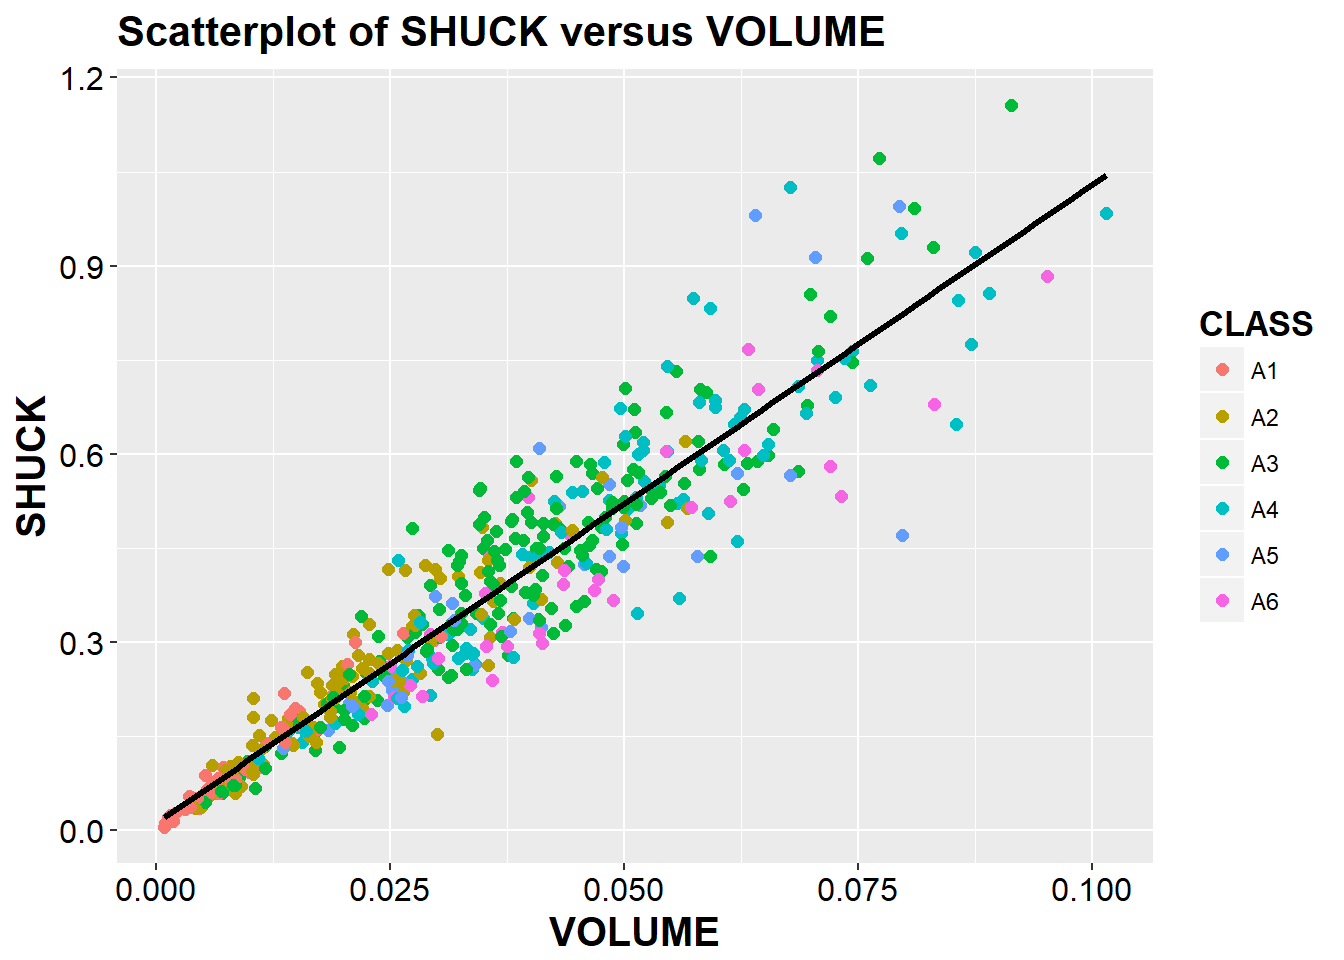 Scatterplot of SHUCK versus VOLUME
1.2
0.9
0.6
0.3
0.0
SHUCK
0.000 0.025 0.050 0.075 0.100
VOLUME
CLASS
A1
A2
A3
A4
A5
A6